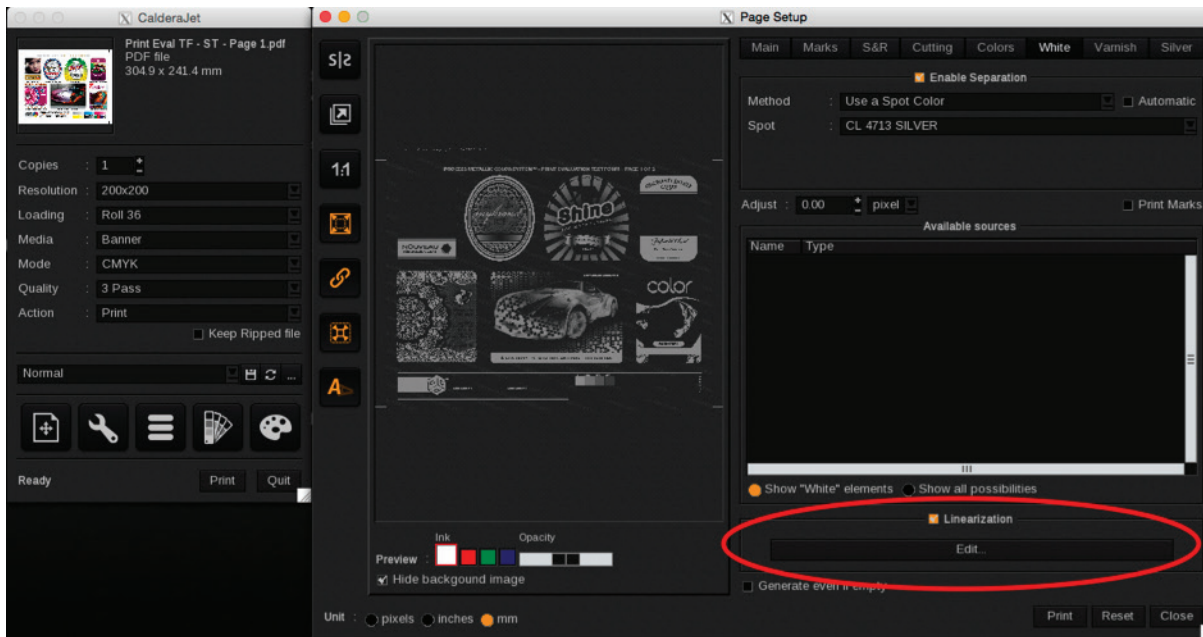 CalderaJet
Print Eval TF - ST - Page 1.pdf
PDF file
304.9 x 241.4 mm
Copies : 1
Resolution : 200x200
Loading : Roll 36
Media : Banner
Mode : CMYK
Quality : 3 Pass
Action : Print
Keep Ripped file
Normal
...
Ready Print Quit
Page Setup
S|S
1:1
A
NOUVEAU
Shine
color
Ink Opacity
Preview :
Hide backgound image
Unit : pixels inches mm
Main Marks S&R Cutting Colors White Varnish Silver
Enable Separation
Method : Use a Spot Color Automatic
Spot : CL 4713 SILVER
Adjust : 0.00 pixel Print Marks
Available sources
Name Type
Show "White" elements Show all possibilities
Linearization
Edit...
Generate even if empty
Print Reset Close